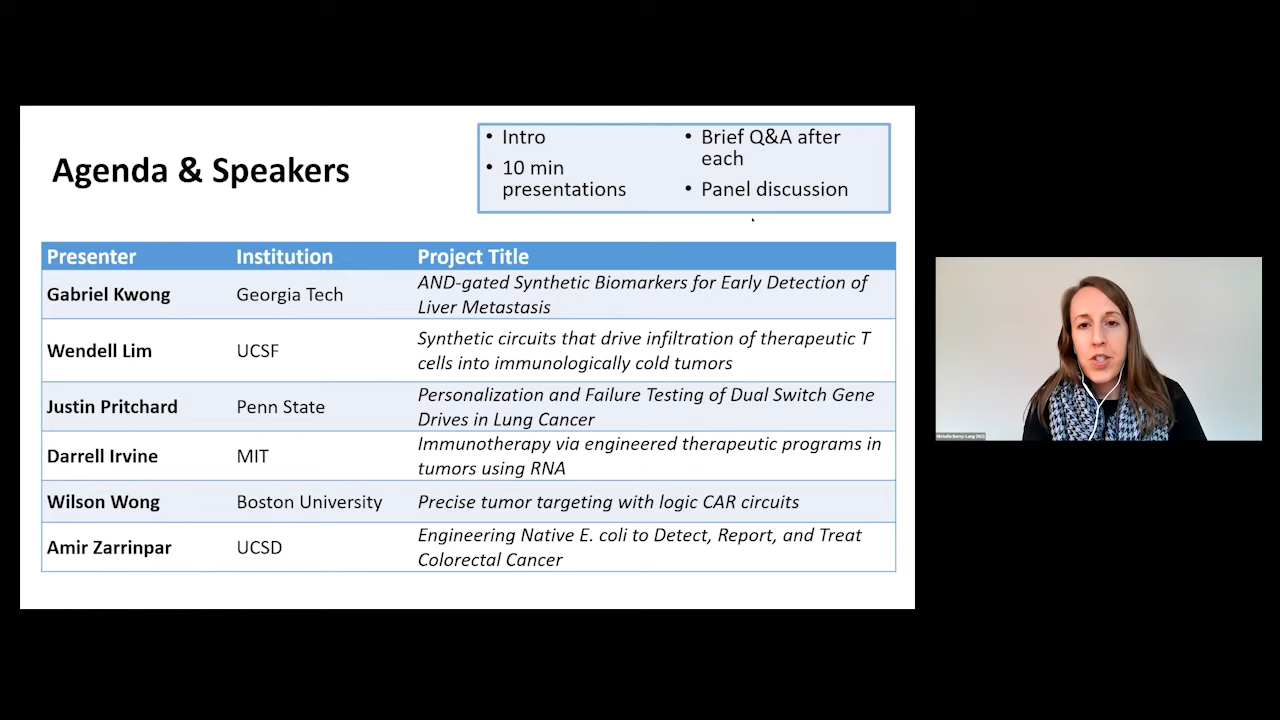 Agenda & Speakers
• Intro
• 10 min
presentations
• Brief Q&A after
each
• Panel discussion
Presenter Institution Project Title
Gabriel Kwong Georgia Tech AND-gated Synthetic Biomarkers for Early Detection of
Liver Metastasis
Wendell Lim UCSF Synthetic circuits that drive infiltration of therapeutic T
cells into immunologically cold tumors
Justin Pritchard Penn State Personalization and Failure Testing of Dual Switch Gene
Drives in Lung Cancer
Darrell Irvine MIT Immunotherapy via engineered therapeutic programs in
tumors using RNA
Wilson Wong Boston University Precise tumor targeting with logic CAR circuits
Amir Zarrinpar UCSD Engineering Native E. coli to Detect, Report, and Treat
Colorectal Cancer